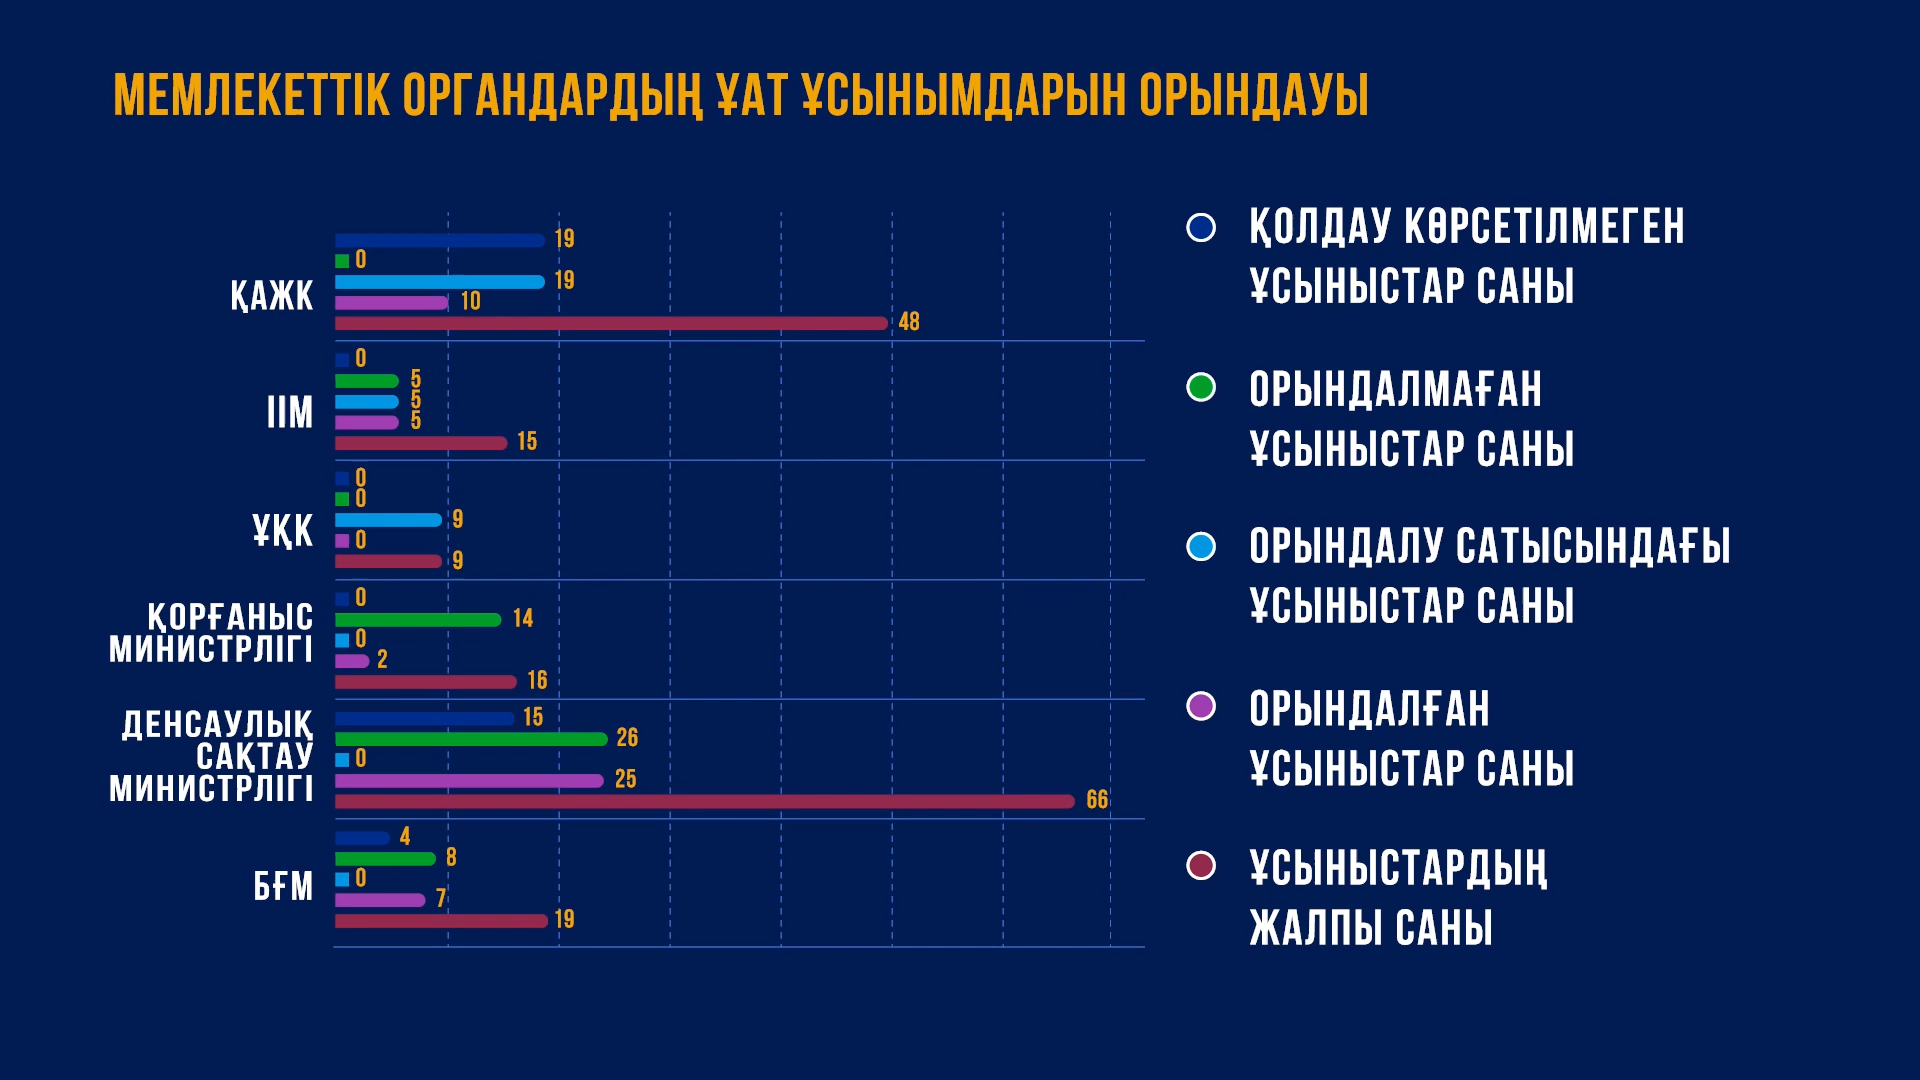 МЕМЛЕКЕТТІК ОРГАНДАРДЫҢ ҰАТ ҰСЫНЫМДАРЫН ОРЫНДАУЫ
ҚАЖК
19
0
19
10
48
ІІМ
0
5
5
5
15
ҰҚК
0
0
9
0
9
ҚОРҒАНЫС
МИНИСТРЛІГІ
0
14
0
2
16
ДЕНСАУЛЫҚ
САҚТАУ
МИНИСТРЛІГІ
15
26
0
25
66
БҒМ
4
8
0
7
19
ҚОЛДАУ КӨРСЕТІЛМЕГЕН
ҰСЫНЫСТАР САНЫ
ОРЫНДАЛМАҒАН
ҰСЫНЫСТАР САНЫ
ОРЫНДАЛУ САТЫСЫНДАҒЫ
ҰСЫНЫСТАР САНЫ
ОРЫНДАЛҒАН
ҰСЫНЫСТАР САНЫ
ҰСЫНЫСТАРДЫҢ
ЖАЛПЫ САНЫ